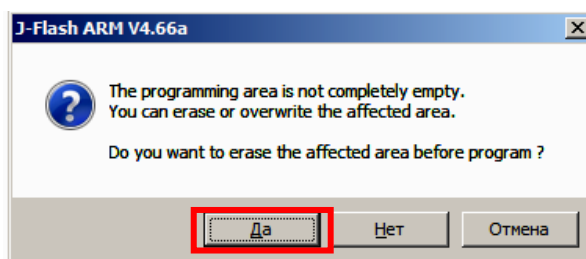 J-Flash ARM V4.66a
The programming area is not completely empty.
You can erase or overwrite the affected area.
Do you want to erase the affected area before program ?
Да Нет Отмена